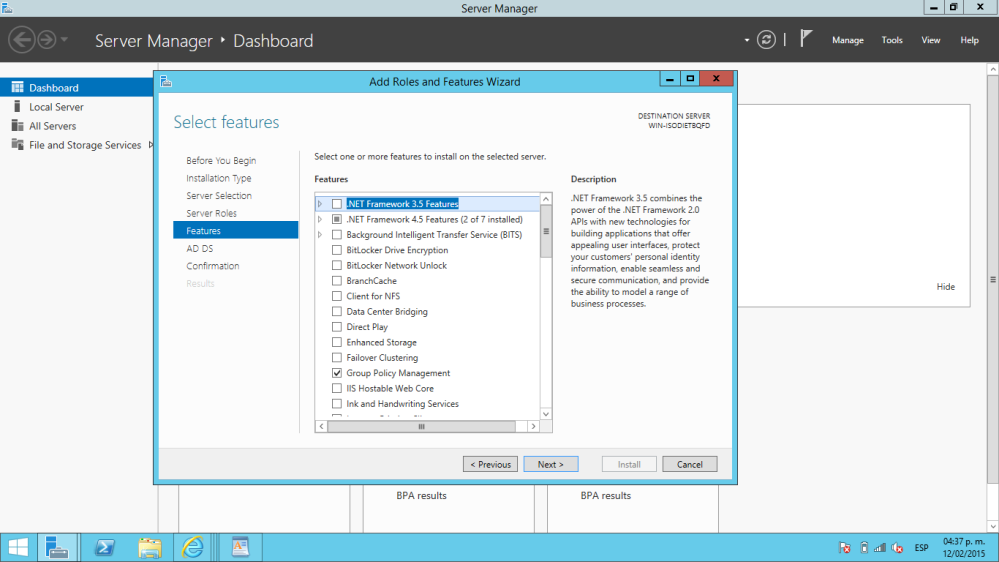 Server Manager
Server Manager ‣ Dashboard
Manage Tools View Help
Dashboard
Local Server
All Servers
File and Storage Services
Add Roles and Features Wizard
Select features
DESTINATION SERVER
WIN-ISODIETBQFD
Before You Begin
Installation Type
Server Selection
Server Roles
Features
AD DS
Confirmation
Results
Select one or more features to install on the selected server.
Features
.NET Framework 3.5 Features
.NET Framework 4.5 Features (2 of 7 installed)
Background Intelligent Transfer Service (BITS)
BitLocker Drive Encryption
BitLocker Network Unlock
BranchCache
Client for NFS
Data Center Bridging
Direct Play
Enhanced Storage
Failover Clustering
Group Policy Management
IIS Hostable Web Core
Ink and Handwriting Services
Description
.NET Framework 3.5 combines the
power of the .NET Framework 2.0
APIs with new technologies for
building applications that offer
appealing user interfaces, protect
your customers' personal identity
information, enable seamless and
secure communication, and provide
the ability to model a range of
business processes.
Hide
< Previous Next > Install Cancel
BPA results BPA results
ESP
04:37 p. m.
12/02/2015